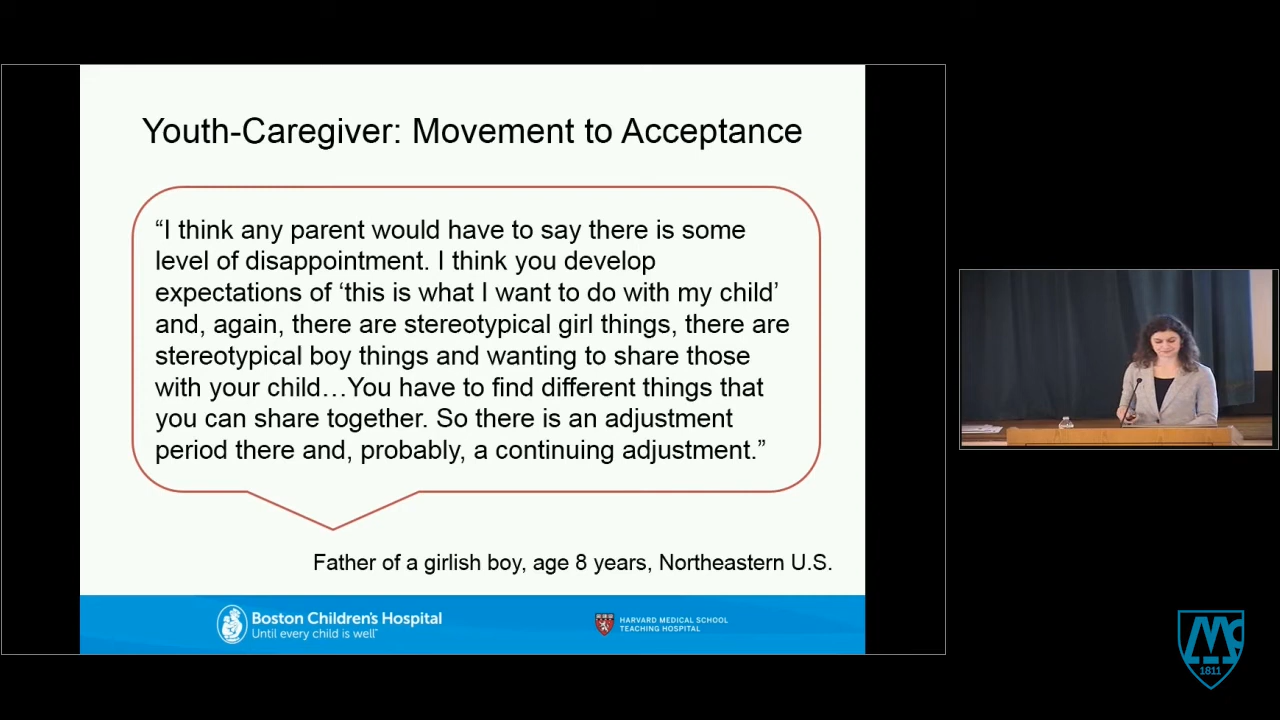 Youth-Caregiver: Movement to Acceptance
“I think any parent would have to say there is some
level of disappointment. I think you develop
expectations of ‘this is what I want to do with my child’
and, again, there are stereotypical girl things, there are
stereotypical boy things and wanting to share those
with your child…You have to find different things that
you can share together. So there is an adjustment
period there and, probably, a continuing adjustment.”
Father of a girlish boy, age 8 years, Northeastern U.S.
Boston Children's Hospital
Until every child is well™
HARVARD MEDICAL SCHOOL
TEACHING HOSPITAL
Mc
1811